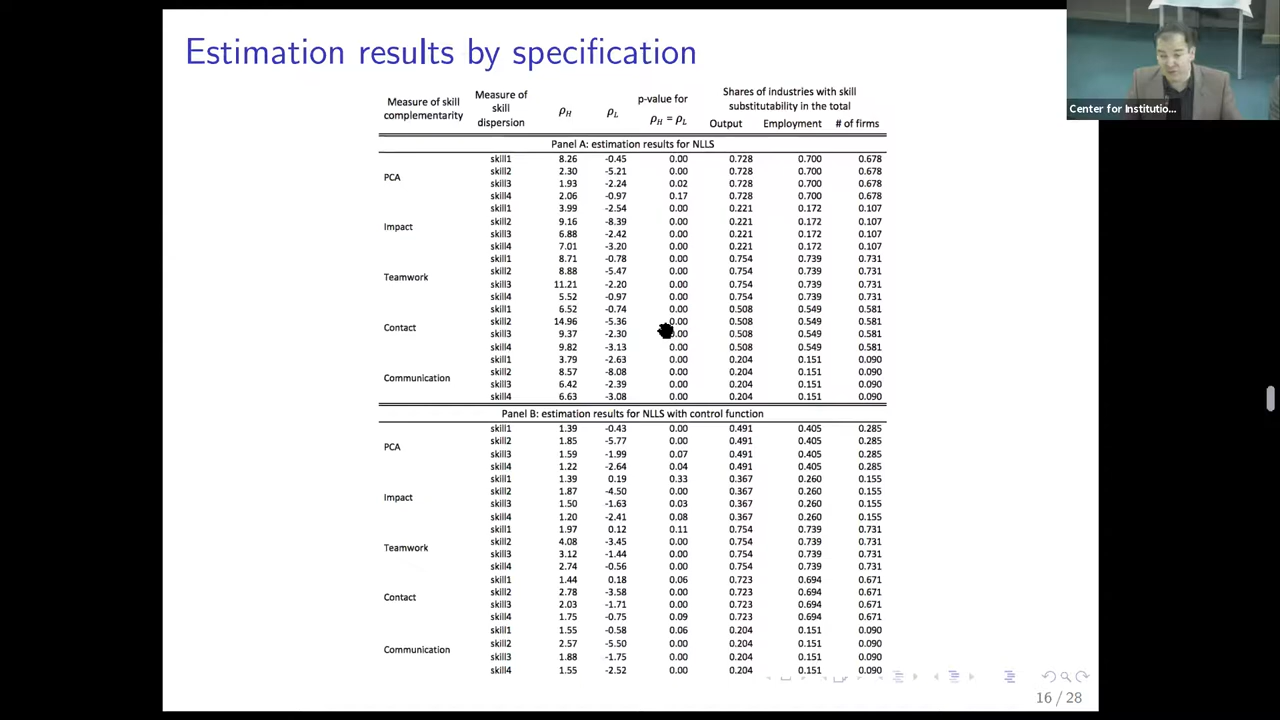 Estimation results by specification
Center for Institutio...
Measure of skill complementarity | Measure of skill dispersion | ρH | ρL | p-value for ρH = ρL | Shares of industries with skill substitutability in the total
Output | Employment | # of firms
Panel A: estimation results for NLLS
PCA
skill1 8.26 -0.45 0.00 0.728 0.700 0.678
skill2 2.30 -5.21 0.00 0.728 0.700 0.678
skill3 1.93 -2.24 0.02 0.728 0.700 0.678
skill4 2.06 -0.97 0.17 0.728 0.700 0.678
Impact
skill1 3.99 -2.54 0.00 0.221 0.172 0.107
skill2 9.16 -8.39 0.00 0.221 0.172 0.107
skill3 6.88 -2.42 0.00 0.221 0.172 0.107
skill4 7.01 -3.20 0.00 0.221 0.172 0.107
Teamwork
skill1 8.71 -0.78 0.00 0.754 0.739 0.731
skill2 8.88 -5.47 0.00 0.754 0.739 0.731
skill3 11.21 -2.20 0.00 0.754 0.739 0.731
skill4 5.52 -0.97 0.00 0.754 0.739 0.731
Contact
skill1 6.52 -0.74 0.00 0.508 0.549 0.581
skill2 14.96 -5.36 0.00 0.508 0.549 0.581
skill3 9.37 -2.30 0.00 0.508 0.549 0.581
skill4 9.82 -3.13 0.00 0.508 0.549 0.581
Communication
skill1 3.79 -2.63 0.00 0.204 0.151 0.090
skill2 8.57 -8.08 0.00 0.204 0.151 0.090
skill3 6.42 -2.39 0.00 0.204 0.151 0.090
skill4 6.63 -3.08 0.00 0.204 0.151 0.090
Panel B: estimation results for NLLS with control function
PCA
skill1 1.39 -0.43 0.00 0.491 0.405 0.285
skill2 1.85 -5.77 0.00 0.491 0.405 0.285
skill3 1.59 -1.99 0.07 0.491 0.405 0.285
skill4 1.22 -2.64 0.04 0.491 0.405 0.285
Impact
skill1 1.39 0.19 0.33 0.367 0.260 0.155
skill2 1.87 -4.50 0.00 0.367 0.260 0.155
skill3 1.50 -1.63 0.03 0.367 0.260 0.155
skill4 1.20 -2.41 0.08 0.367 0.260 0.155
Teamwork
skill1 1.97 0.12 0.11 0.754 0.739 0.731
skill2 4.08 -3.45 0.00 0.754 0.739 0.731
skill3 3.12 -1.44 0.00 0.754 0.739 0.731
skill4 2.74 -0.56 0.00 0.754 0.739 0.731
Contact
skill1 1.44 0.18 0.06 0.723 0.694 0.671
skill2 2.78 -3.58 0.00 0.723 0.694 0.671
skill3 2.03 -1.71 0.00 0.723 0.694 0.671
skill4 1.75 -0.75 0.09 0.723 0.694 0.671
Communication
skill1 1.55 -0.58 0.06 0.204 0.151 0.090
skill2 2.57 -5.50 0.00 0.204 0.151 0.090
skill3 1.88 -1.75 0.00 0.204 0.151 0.090
skill4 1.55 -2.52 0.00 0.204 0.151 0.090
16 / 28